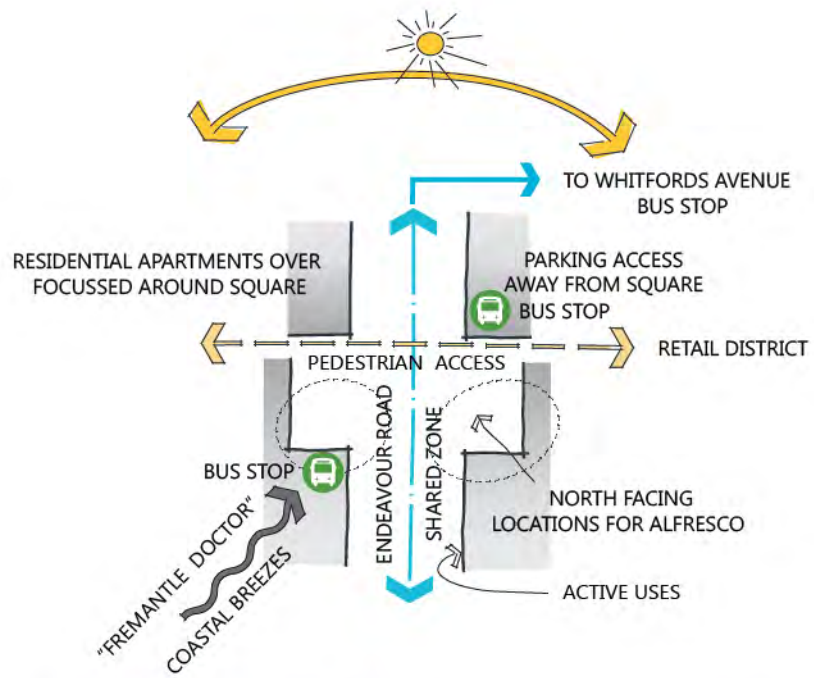 TO WHITFORDS AVENUE
BUS STOP
RESIDENTIAL APARTMENTS OVER
FOCUSSED AROUND SQUARE
PARKING ACCESS
AWAY FROM SQUARE
BUS STOP
RETAIL DISTRICT
PEDESTRIAN ACCESS
ENDEAVOUR ROAD
SHARED ZONE
BUS STOP
NORTH FACING
LOCATIONS FOR ALFRESCO
"FREMANTLE DOCTOR"
COASTAL BREEZES
ACTIVE USES